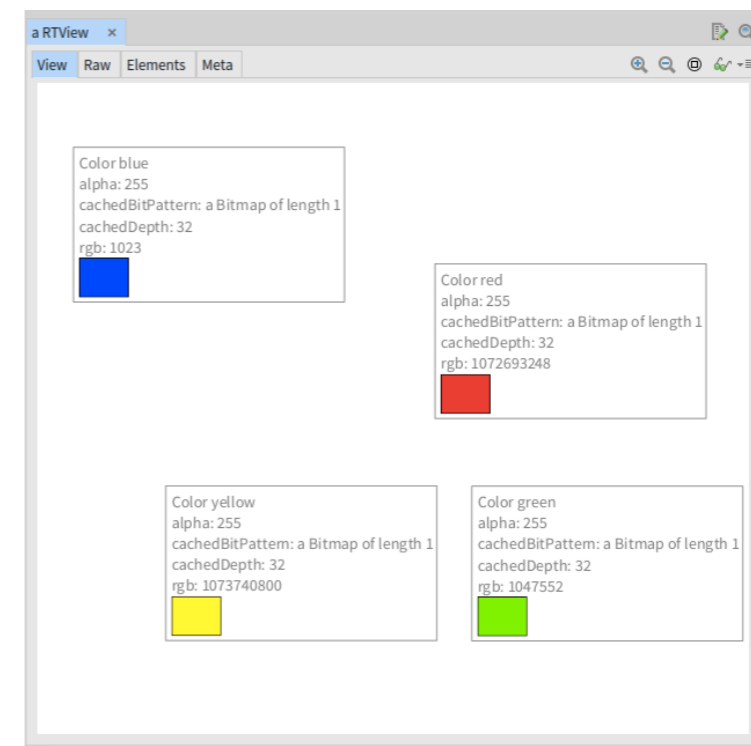 a RTView ×
View Raw Elements Meta
Color blue
alpha: 255
cachedBitPattern: a Bitmap of length 1
cachedDepth: 32
rgb: 1023
Color red
alpha: 255
cachedBitPattern: a Bitmap of length 1
cachedDepth: 32
rgb: 1072693248
Color yellow
alpha: 255
cachedBitPattern: a Bitmap of length 1
cachedDepth: 32
rgb: 1073740800
Color green
alpha: 255
cachedBitPattern: a Bitmap of length 1
cachedDepth: 32
rgb: 1047552